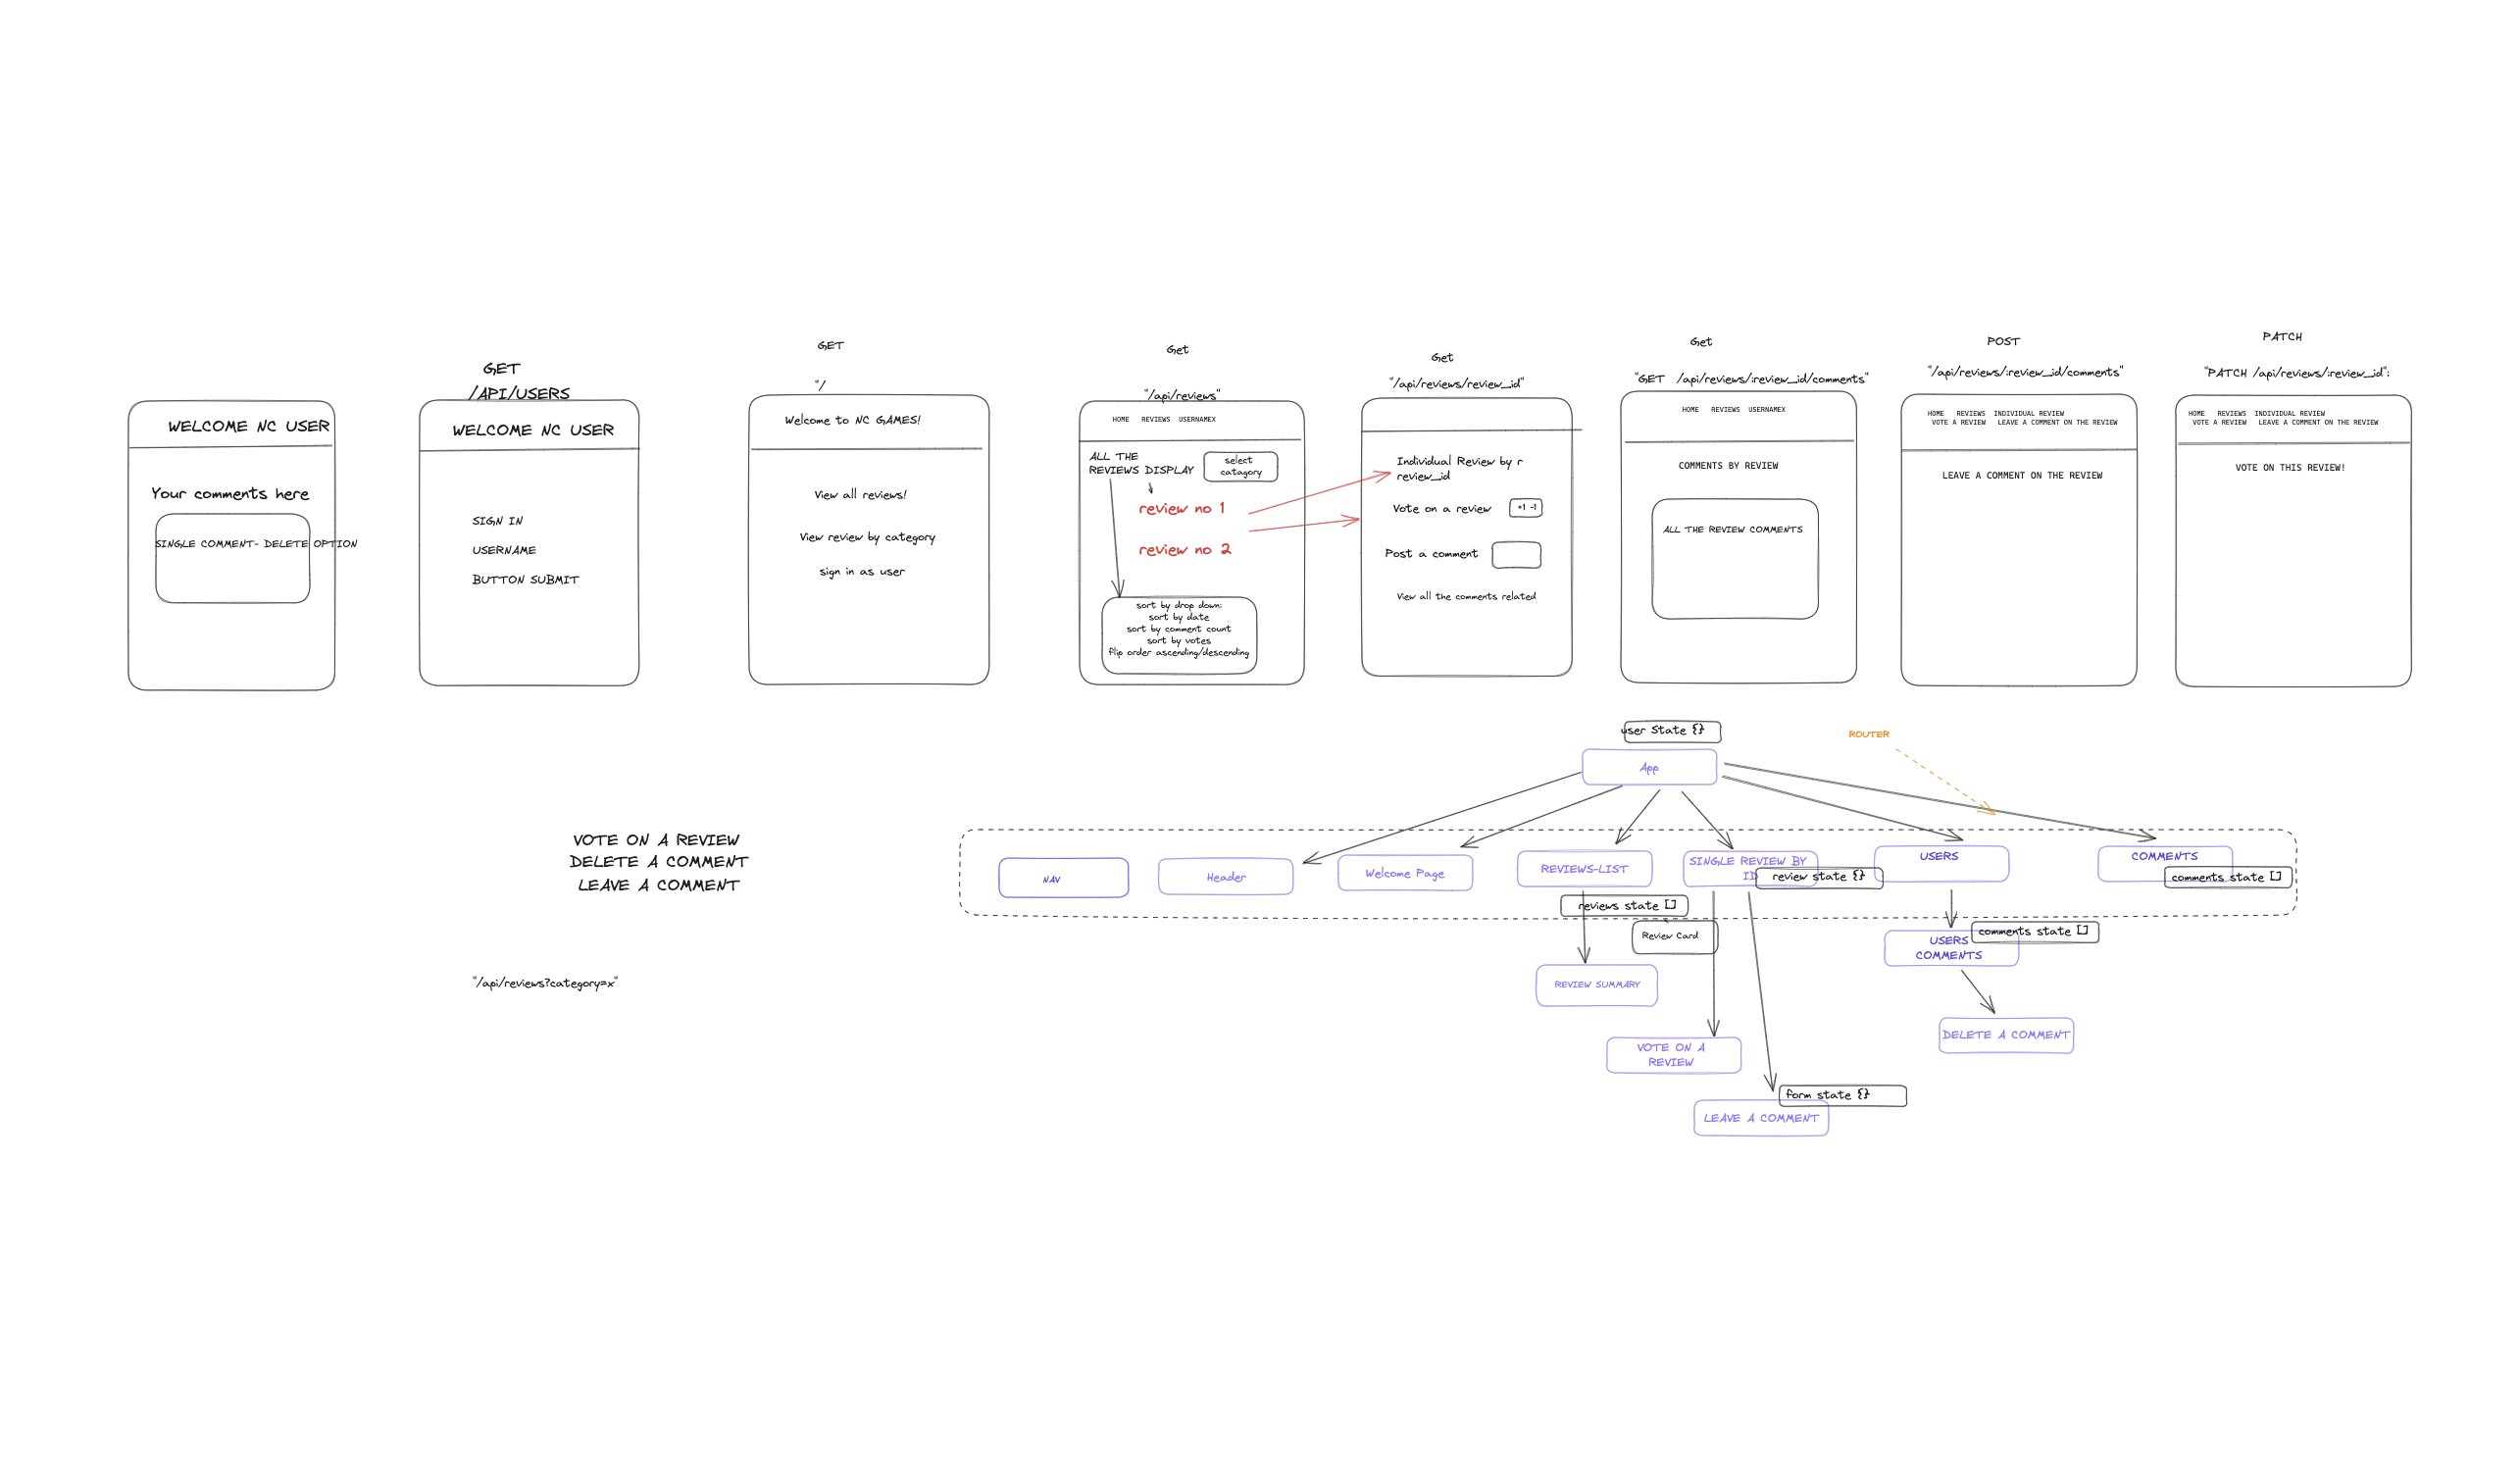 WELCOME NC USER
Your comments here
SINGLE COMMENT- DELETE OPTION
GET
/API/USERS
WELCOME NC USER
SIGN IN
USERNAME
BUTTON SUBMIT
GET
"/
Welcome to NC GAMES!
View all reviews!
View review by category
sign in as user
Get
"/api/reviews"
HOME REVIEWS USERNAMEX
ALL THE
REVIEWS DISPLAY
select
catagory
review no 1
review no 2
sort by drop down:
sort by date
sort by comment count
sort by votes
flip order ascending/descending
Get
"/api/reviews/review_id"
Individual Review by r
review_id
Vote on a review
+1 -1
Post a comment
View all the comments related
Get
"GET /api/reviews/:review_id/comments"
HOME REVIEWS USERNAMEX
COMMENTS BY REVIEW
ALL THE REVIEW COMMENTS
POST
"/api/reviews/:review_id/comments"
HOME REVIEWS INDIVIDUAL REVIEW
VOTE A REVIEW LEAVE A COMMENT ON THE REVIEW
LEAVE A COMMENT ON THE REVIEW
PATCH
"PATCH /api/reviews/:review_id":
HOME REVIEWS INDIVIDUAL REVIEW
VOTE A REVIEW LEAVE A COMMENT ON THE REVIEW
VOTE ON THIS REVIEW!
user State {}
App
ROUTER
VOTE ON A REVIEW
DELETE A COMMENT
LEAVE A COMMENT
"/api/reviews?category=x"
NAV
Header
Welcome Page
REVIEWS-LIST
reviews state []
SINGLE REVIEW BY
ID
review state {}
USERS
COMMENTS
comments state []
Review Card
REVIEW SUMMARY
USERS
COMMENTS
comments state []
DELETE A COMMENT
VOTE ON A
REVIEW
form state {}
LEAVE A COMMENT